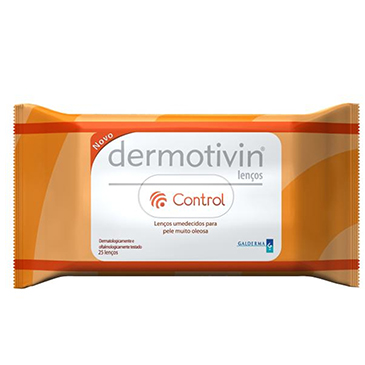 Novo
dermotivin®
lenços
Control
Lenços umedecidos para
pele muito oleosa
Dermatologicamente e
oftalmologicamente testado
25 lenços
GALDERMA